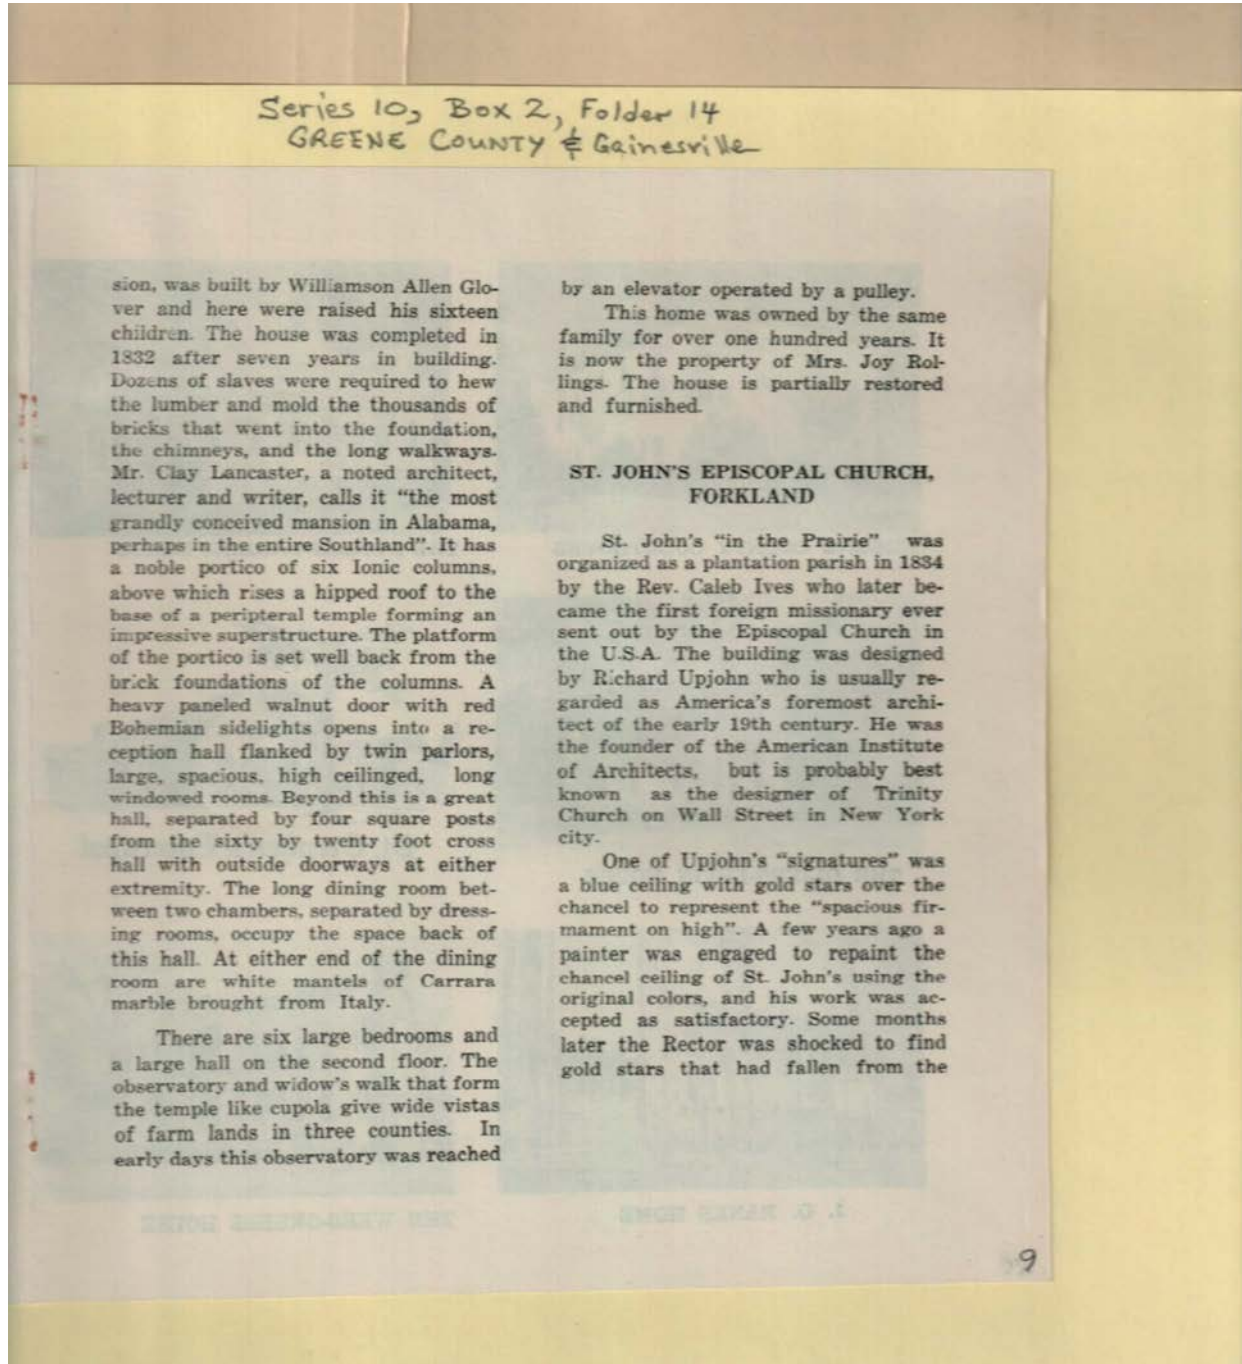 Series 10, Box 2, Folder 14
GREENE COUNTY & Gainesville
sion, was built by Williamson Allen Glo-
ver and here were raised his sixteen
children. The house was completed in
1832 after seven years in building.
Dozens of slaves were required to hew
the lumber and mold the thousands of
bricks that went into the foundation,
the chimneys, and the long walkways.
Mr. Clay Lancaster, a noted architect,
lecturer and writer, calls it "the most
grandly conceived mansion in Alabama,
perhaps in the entire Southland". It has
a noble portico of six Ionic columns,
above which rises a hipped roof to the
base of a peripteral temple forming an
impressive superstructure. The platform
of the portico is set well back from the
brick foundations of the columns. A
heavy paneled walnut door with red
Bohemian sidelights opens into a re-
ception hall flanked by twin parlors,
large, spacious, high ceilinged, long
windowed rooms. Beyond this is a great
hall, separated by four square posts
from the sixty by twenty foot cross
hall with outside doorways at either
extremity. The long dining room bet-
ween two chambers, separated by dress-
ing rooms, occupy the space back of
this hall. At either end of the dining
room are white mantels of Carrara
marble brought from Italy.
There are six large bedrooms and
a large hall on the second floor. The
observatory and widow's walk that form
the temple like cupola give wide vistas
of farm lands in three counties. In
early days this observatory was reached
by an elevator operated by a pulley.
This home was owned by the same
family for over one hundred years. It
is now the property of Mrs. Joy Rol-
lings. The house is partially restored
and furnished.
ST. JOHN'S EPISCOPAL CHURCH,
FORKLAND
St. John's "in the Prairie" was
organized as a plantation parish in 1834
by the Rev. Caleb Ives who later be-
came the first foreign missionary ever
sent out by the Episcopal Church in
the U.S.A. The building was designed
by Richard Upjohn who is usually re-
garded as America's foremost archi-
tect of the early 19th century. He was
the founder of the American Institute
of Architects, but is probably best
known as the designer of Trinity
Church on Wall Street in New York
city.
One of Upjohn's "signatures" was
a blue ceiling with gold stars over the
chancel to represent the "spacious fir-
mament on high". A few years ago a
painter was engaged to repaint the
chancel ceiling of St. John's using the
original colors, and his work was ac-
cepted as satisfactory. Some months
later the Rector was shocked to find
gold stars that had fallen from the
9